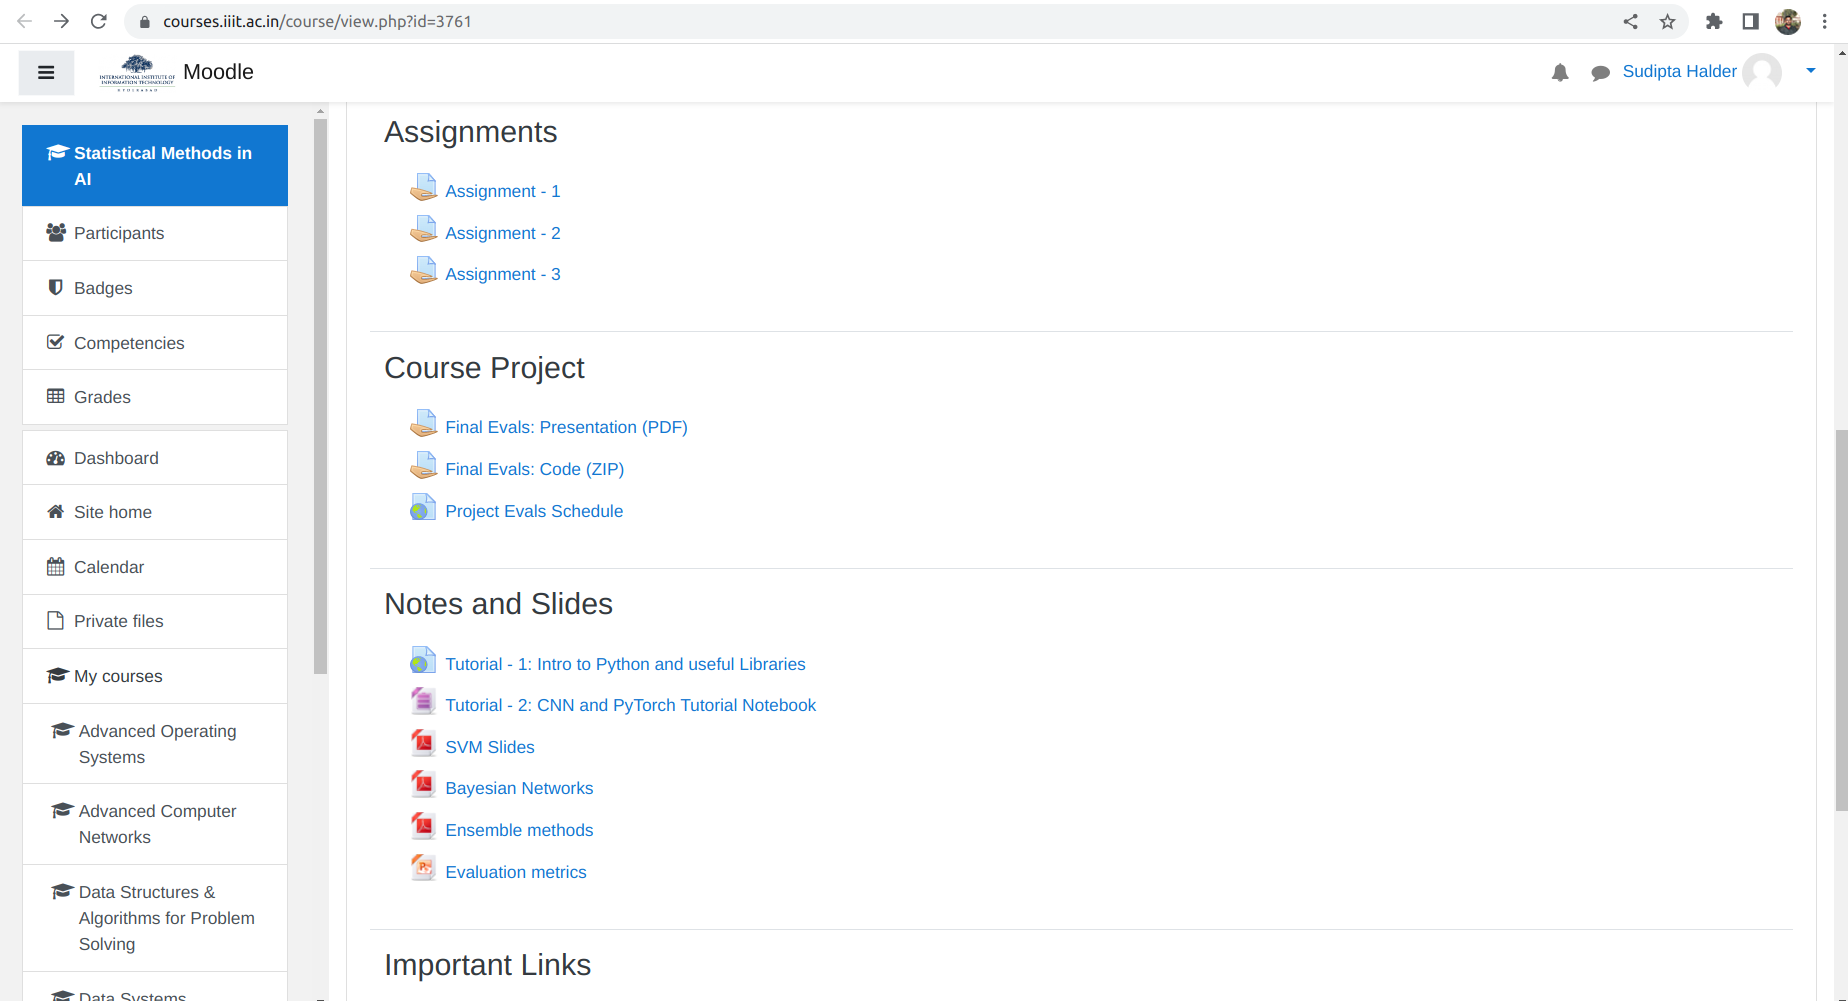 courses.iiit.ac.in/course/view.php?id=3761
INTERNATIONAL INSTITUTE OF
INFORMATION TECHNOLOGY
HYDERABAD
Moodle
Sudipta Halder
Statistical Methods in
AI
Participants
Badges
Competencies
Grades
Dashboard
Site home
Calendar
Private files
My courses
Advanced Operating
Systems
Advanced Computer
Networks
Data Structures &
Algorithms for Problem
Solving
Data Systems
Assignments
Assignment - 1
Assignment - 2
Assignment - 3
Course Project
Final Evals: Presentation (PDF)
Final Evals: Code (ZIP)
Project Evals Schedule
Notes and Slides
Tutorial - 1: Intro to Python and useful Libraries
Tutorial - 2: CNN and PyTorch Tutorial Notebook
SVM Slides
Bayesian Networks
Ensemble methods
Evaluation metrics
Important Links